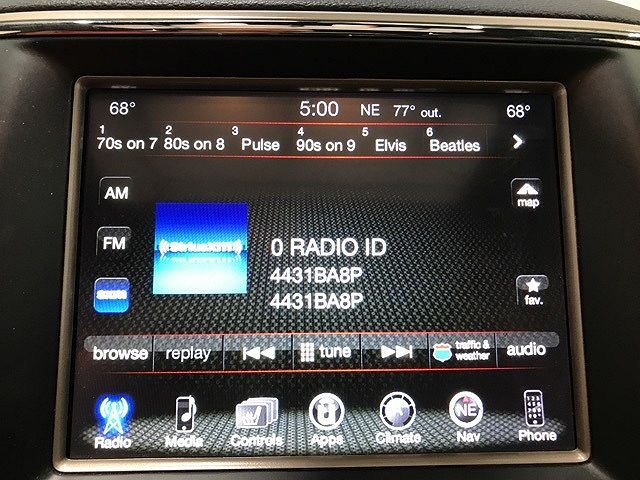 68° 5:00 NE 77° out. 68°
1 2 3 4 5 6
70s on 7 80s on 8 Pulse 90s on 9 Elvis Beatles
AM
map
FM
SiriusXM
0 RADIO ID
4431BA8P
4431BA8P
sxm
fav.
browse replay tune traffic & weather audio
NE
Radio Media Controls Apps Climate Nav Phone